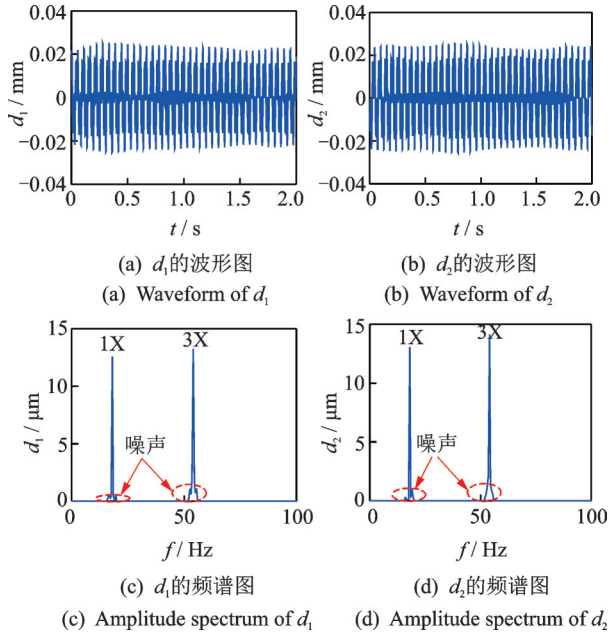 0.04
0.02
0
−0.02
−0.04
d₁ / mm
0 0.5 1.0 1.5 2.0
t / s
(a) d₁的波形图
(a) Waveform of d₁
0.04
0.02
0
−0.02
−0.04
d₂ / mm
0 0.5 1.0 1.5 2.0
t / s
(b) d₂的波形图
(b) Waveform of d₂
15
10
5
0
d₁ / μm
1X
3X
噪声
0 50 100
f / Hz
(c) d₁的频谱图
(c) Amplitude spectrum of d₁
15
10
5
0
d₂ / μm
1X
3X
噪声
0 50 100
f / Hz
(d) d₂的频谱图
(d) Amplitude spectrum of d₂